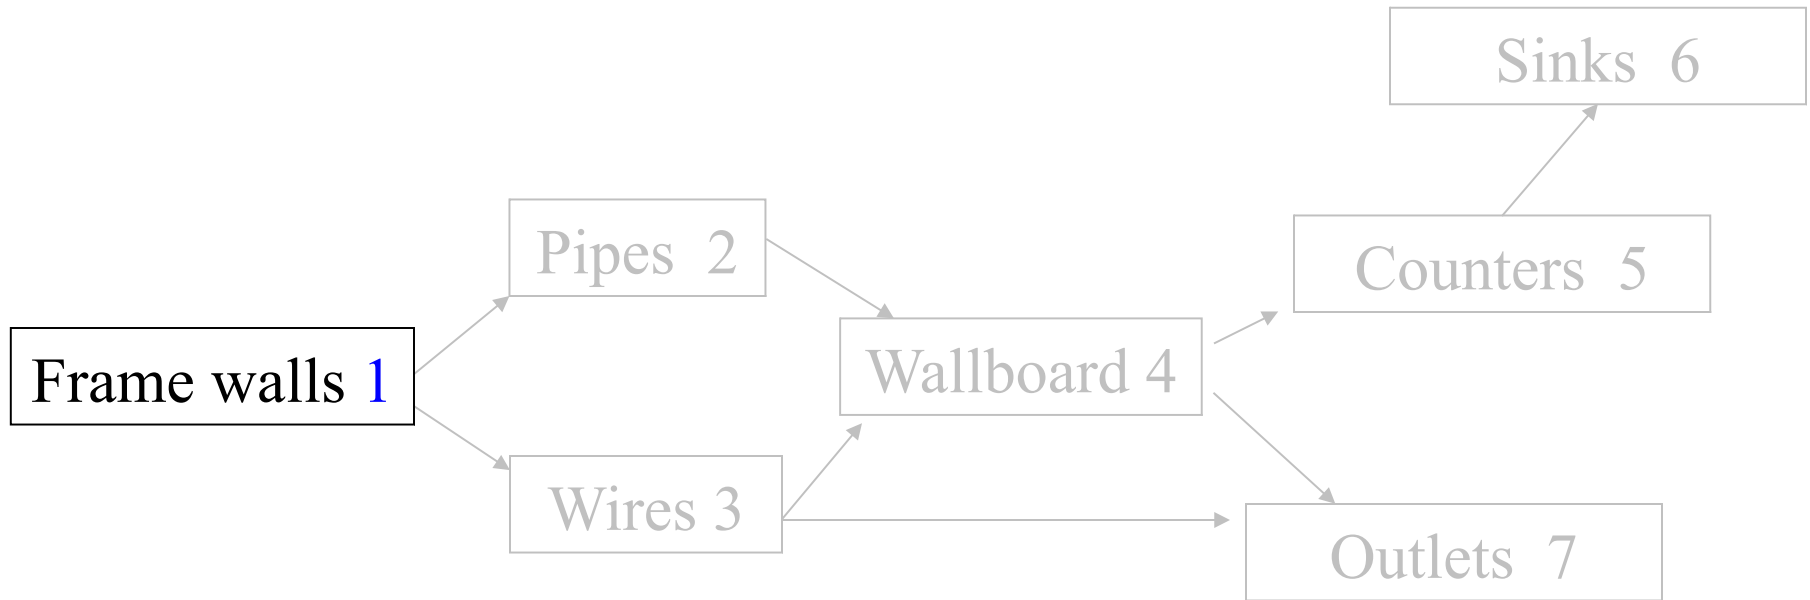 Sinks 6
Pipes 2
Counters 5
Frame walls 1
Wallboard 4
Wires 3
Outlets 7